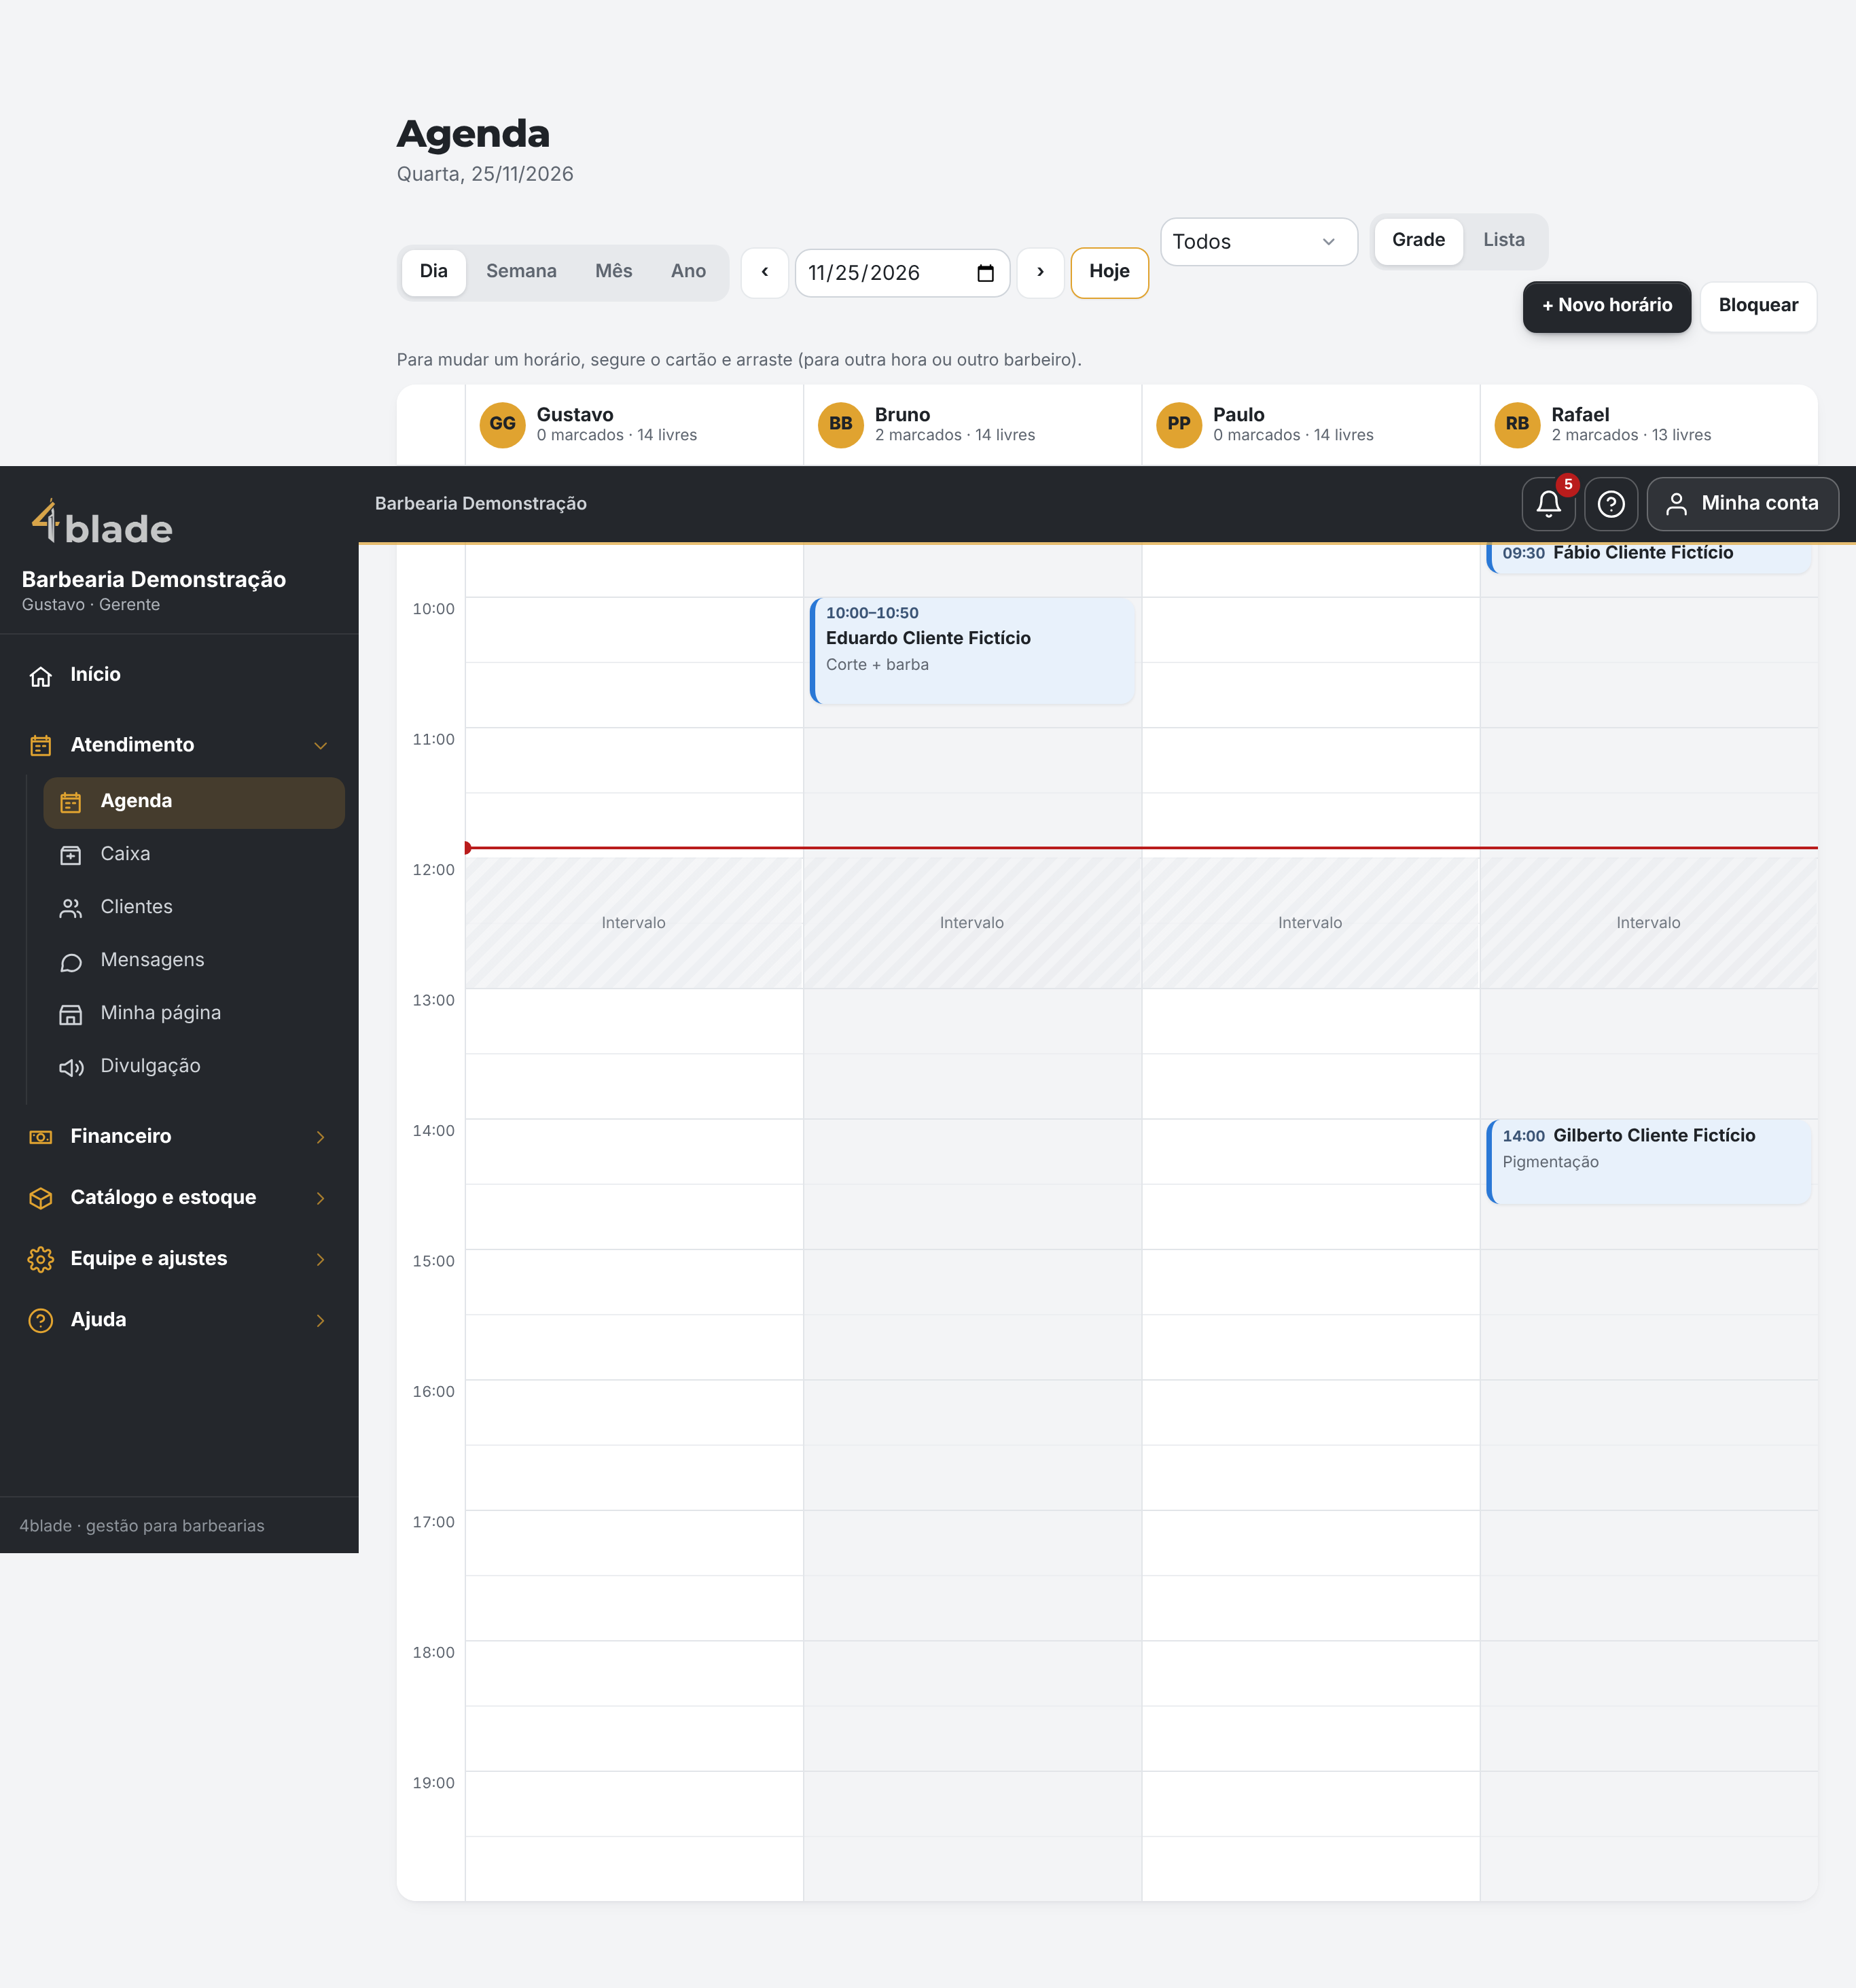 Agenda
Quarta, 25/11/2026
Dia Semana Mês Ano ‹ 11/25/2026 › Hoje Todos Grade Lista
+ Novo horário Bloquear
Para mudar um horário, segure o cartão e arraste (para outra hora ou outro barbeiro).
GG Gustavo
0 marcados · 14 livres
BB Bruno
2 marcados · 14 livres
PP Paulo
0 marcados · 14 livres
RB Rafael
2 marcados · 13 livres
4blade
Barbearia Demonstração
Gustavo · Gerente
Início
Atendimento
Agenda
Caixa
Clientes
Mensagens
Minha página
Divulgação
Financeiro
Catálogo e estoque
Equipe e ajustes
Ajuda
4blade · gestão para barbearias
Barbearia Demonstração
5
Minha conta
09:30 Fábio Cliente Fictício
10:00
10:00–10:50
Eduardo Cliente Fictício
Corte + barba
11:00
12:00
Intervalo Intervalo Intervalo Intervalo
13:00
14:00
14:00 Gilberto Cliente Fictício
Pigmentação
15:00
16:00
17:00
18:00
19:00